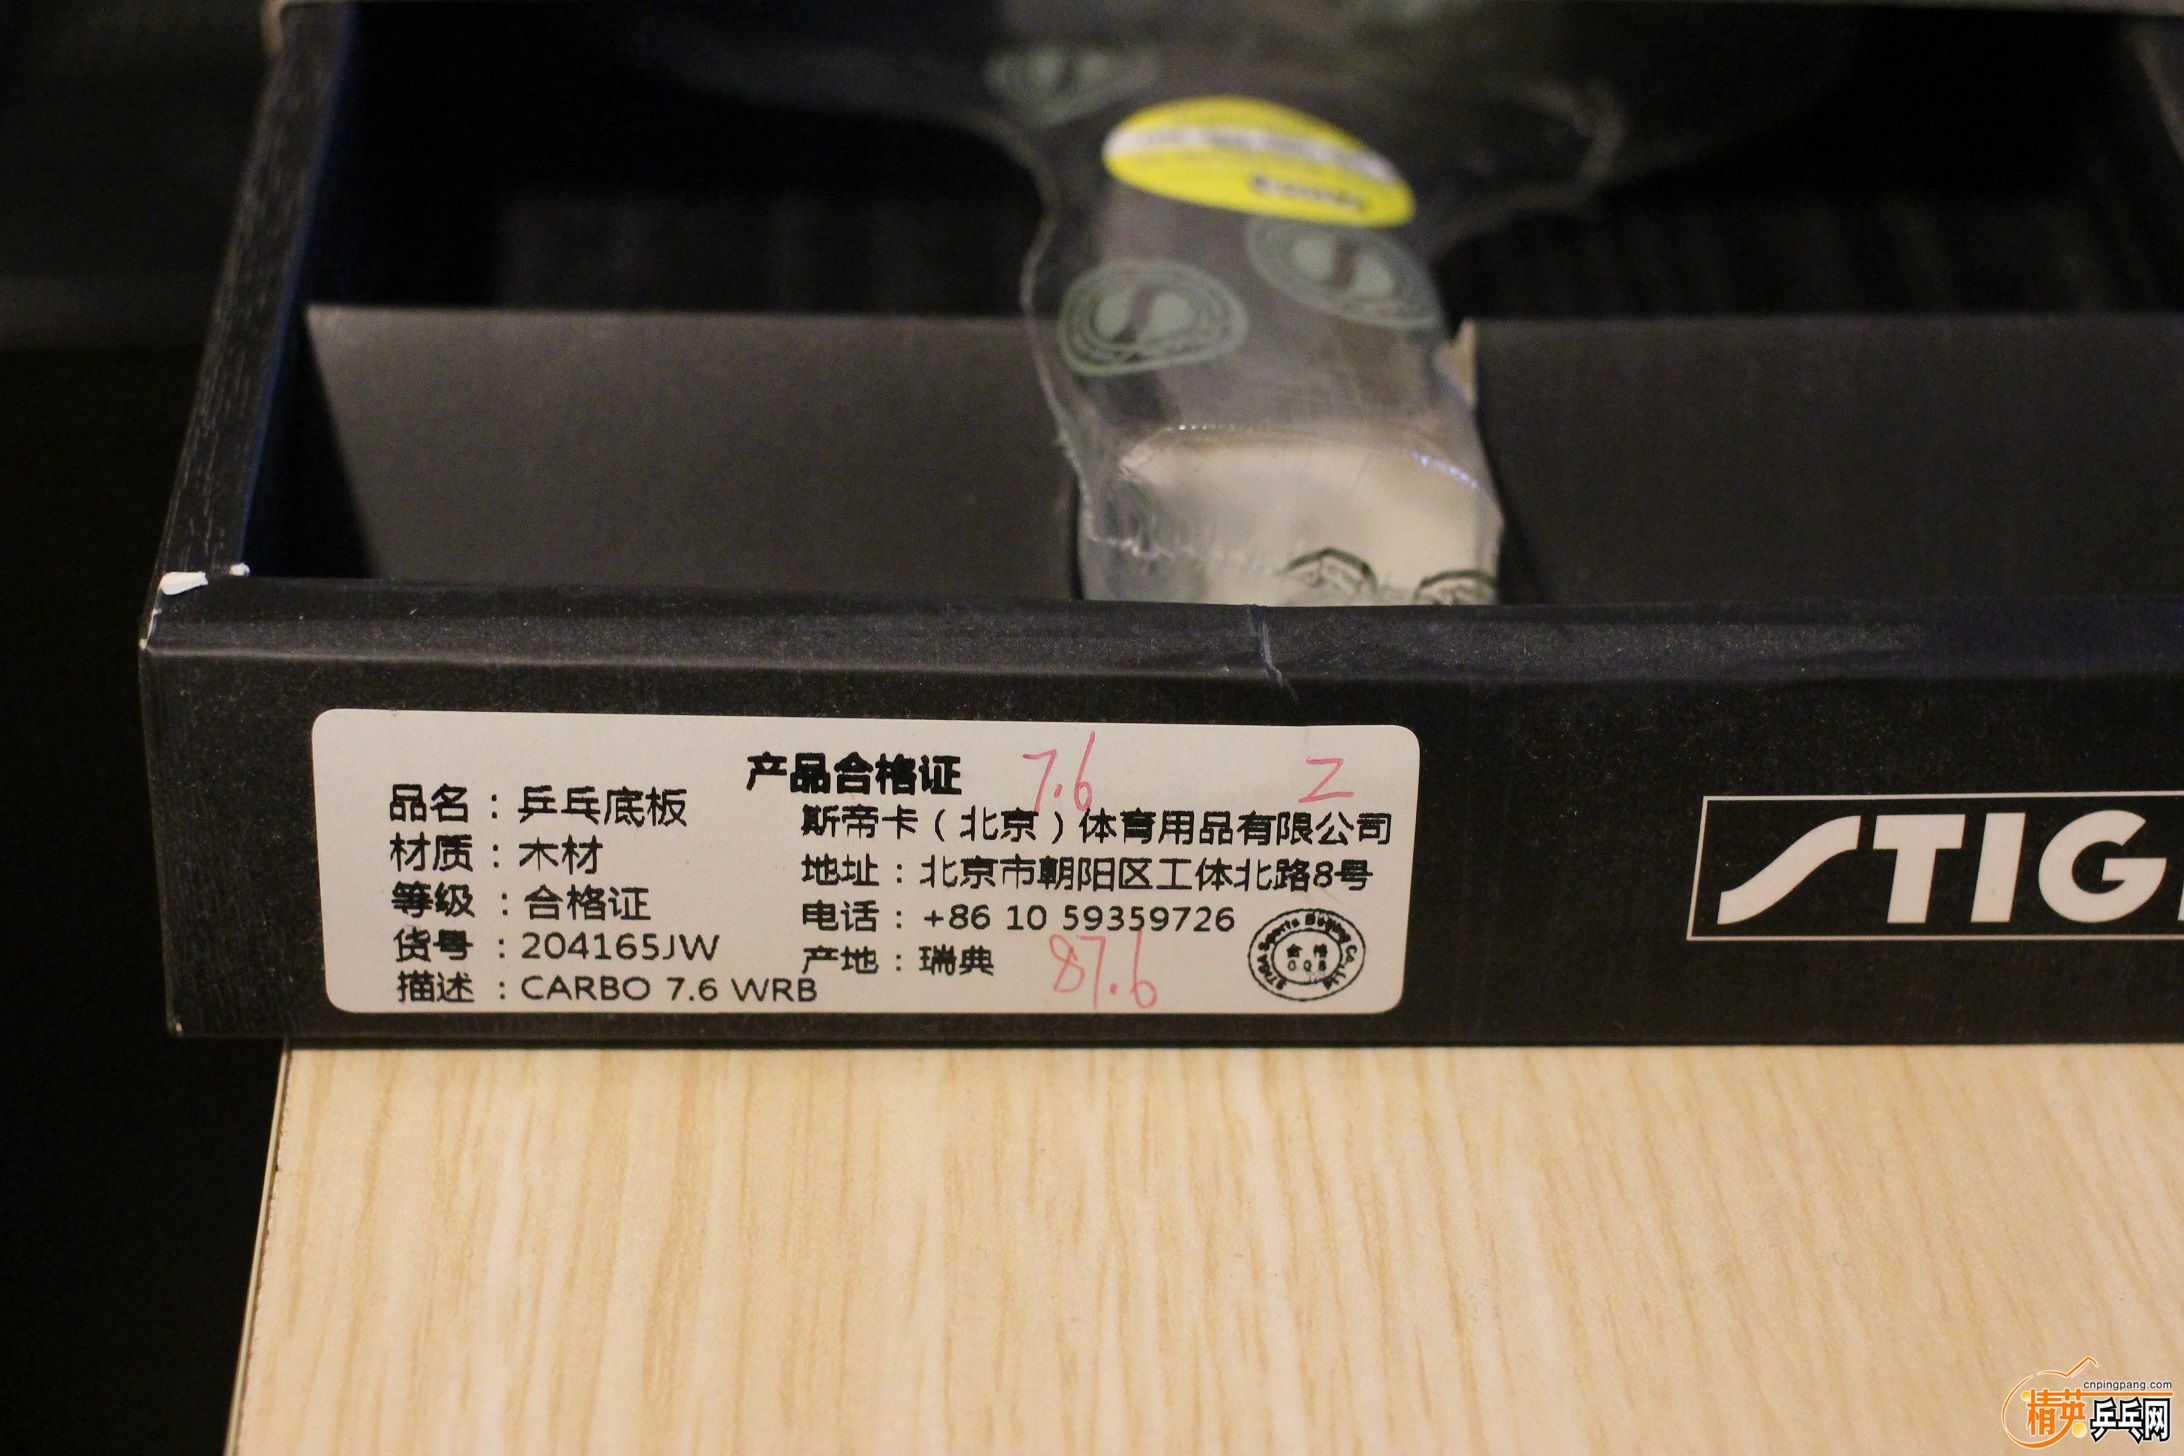 产品合格证 7.6 Z
品名：乒乓底板
材质：木材
等级：合格证
货号：204165JW
描述：CARBO 7.6 WRB
斯帝卡（北京）体育用品有限公司
地址：北京市朝阳区工体北路8号
电话：+86 10 59359726
产地：瑞典 87.6
合格
008
STIG
cnpingpang.com
精英乒乓网